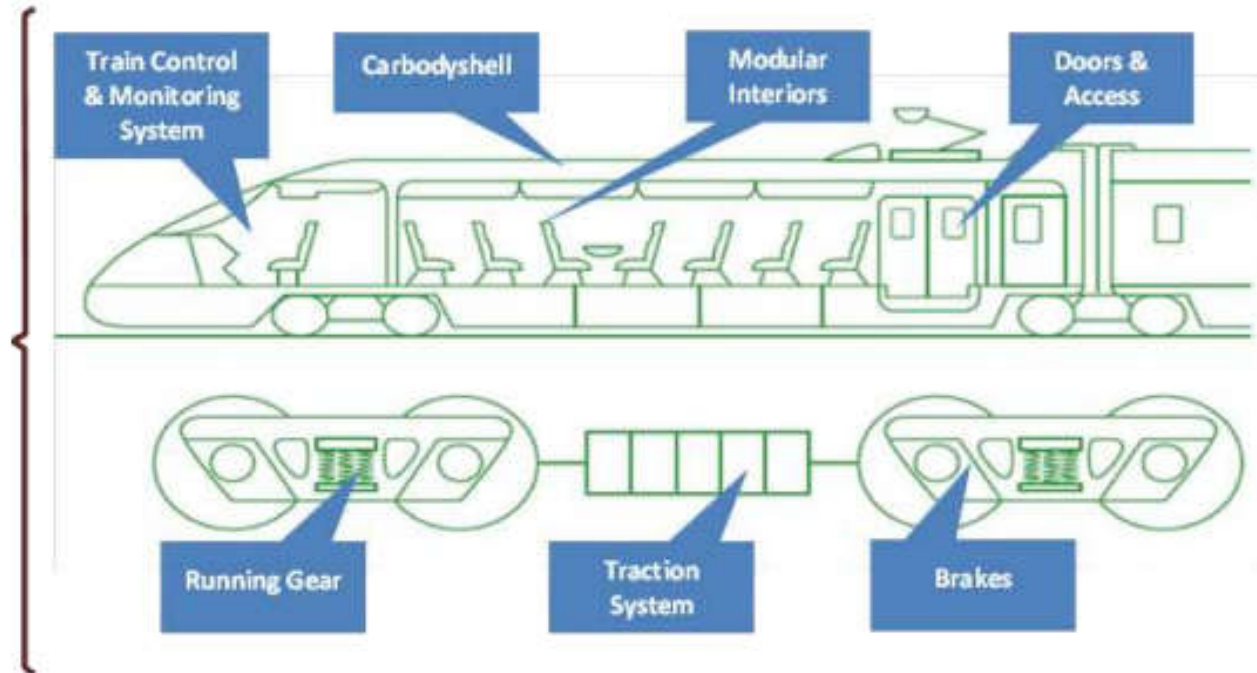 Train Control
& Monitoring
System
Carbodyshell
Modular
Interiors
Doors &
Access
Running Gear
Traction
System
Brakes